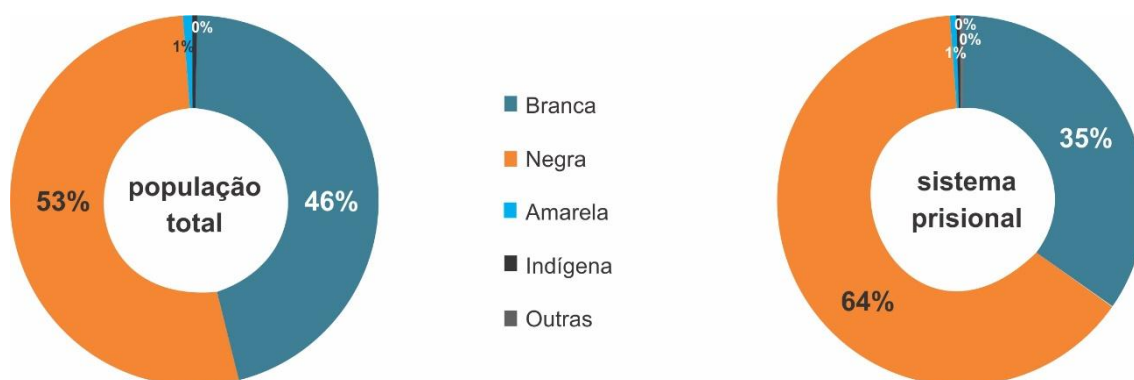 0%
1%
53%
população
total
46%
Branca
Negra
Amarela
Indígena
Outras
0%
0%
1%
35%
sistema
prisional
64%